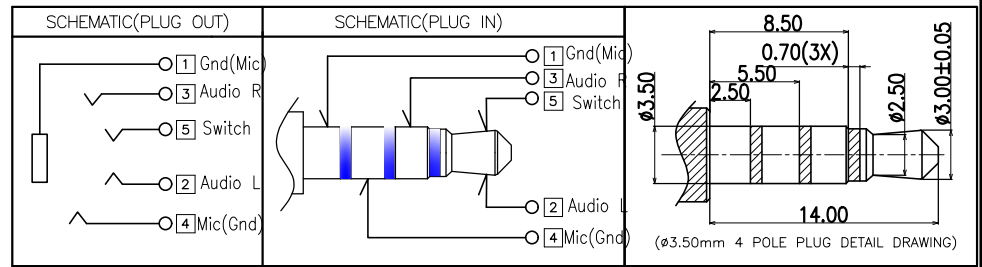 SCHEMATIC(PLUG OUT)
1 Gnd(Mic)
3 Audio R
5 Switch
2 Audio L
4 Mic(Gnd)
SCHEMATIC(PLUG IN)
1 Gnd(Mic)
3 Audio R
5 Switch
2 Audio L
4 Mic(Gnd)
8.50
0.70(3X)
5.50
2.50
ø3.50
ø2.50
ø3.00±0.05
14.00
(ø3.50mm 4 POLE PLUG DETAIL DRAWING)